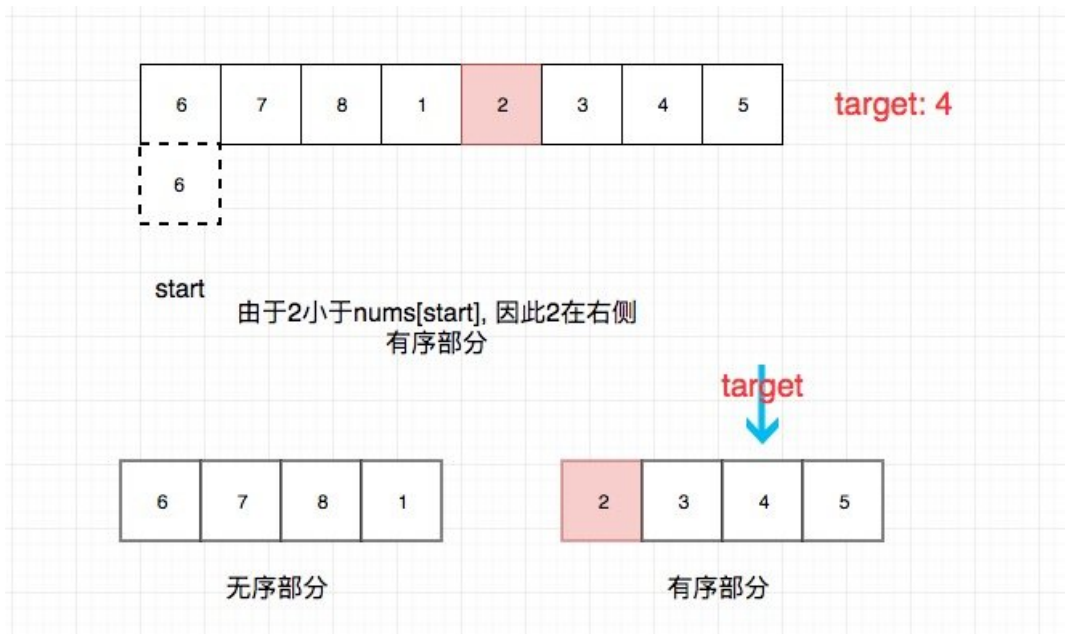 6 7 8 1 2 3 4 5 target: 4
6
start
由于2小于nums[start], 因此2在右侧
有序部分
target
6 7 8 1 2 3 4 5
无序部分 有序部分